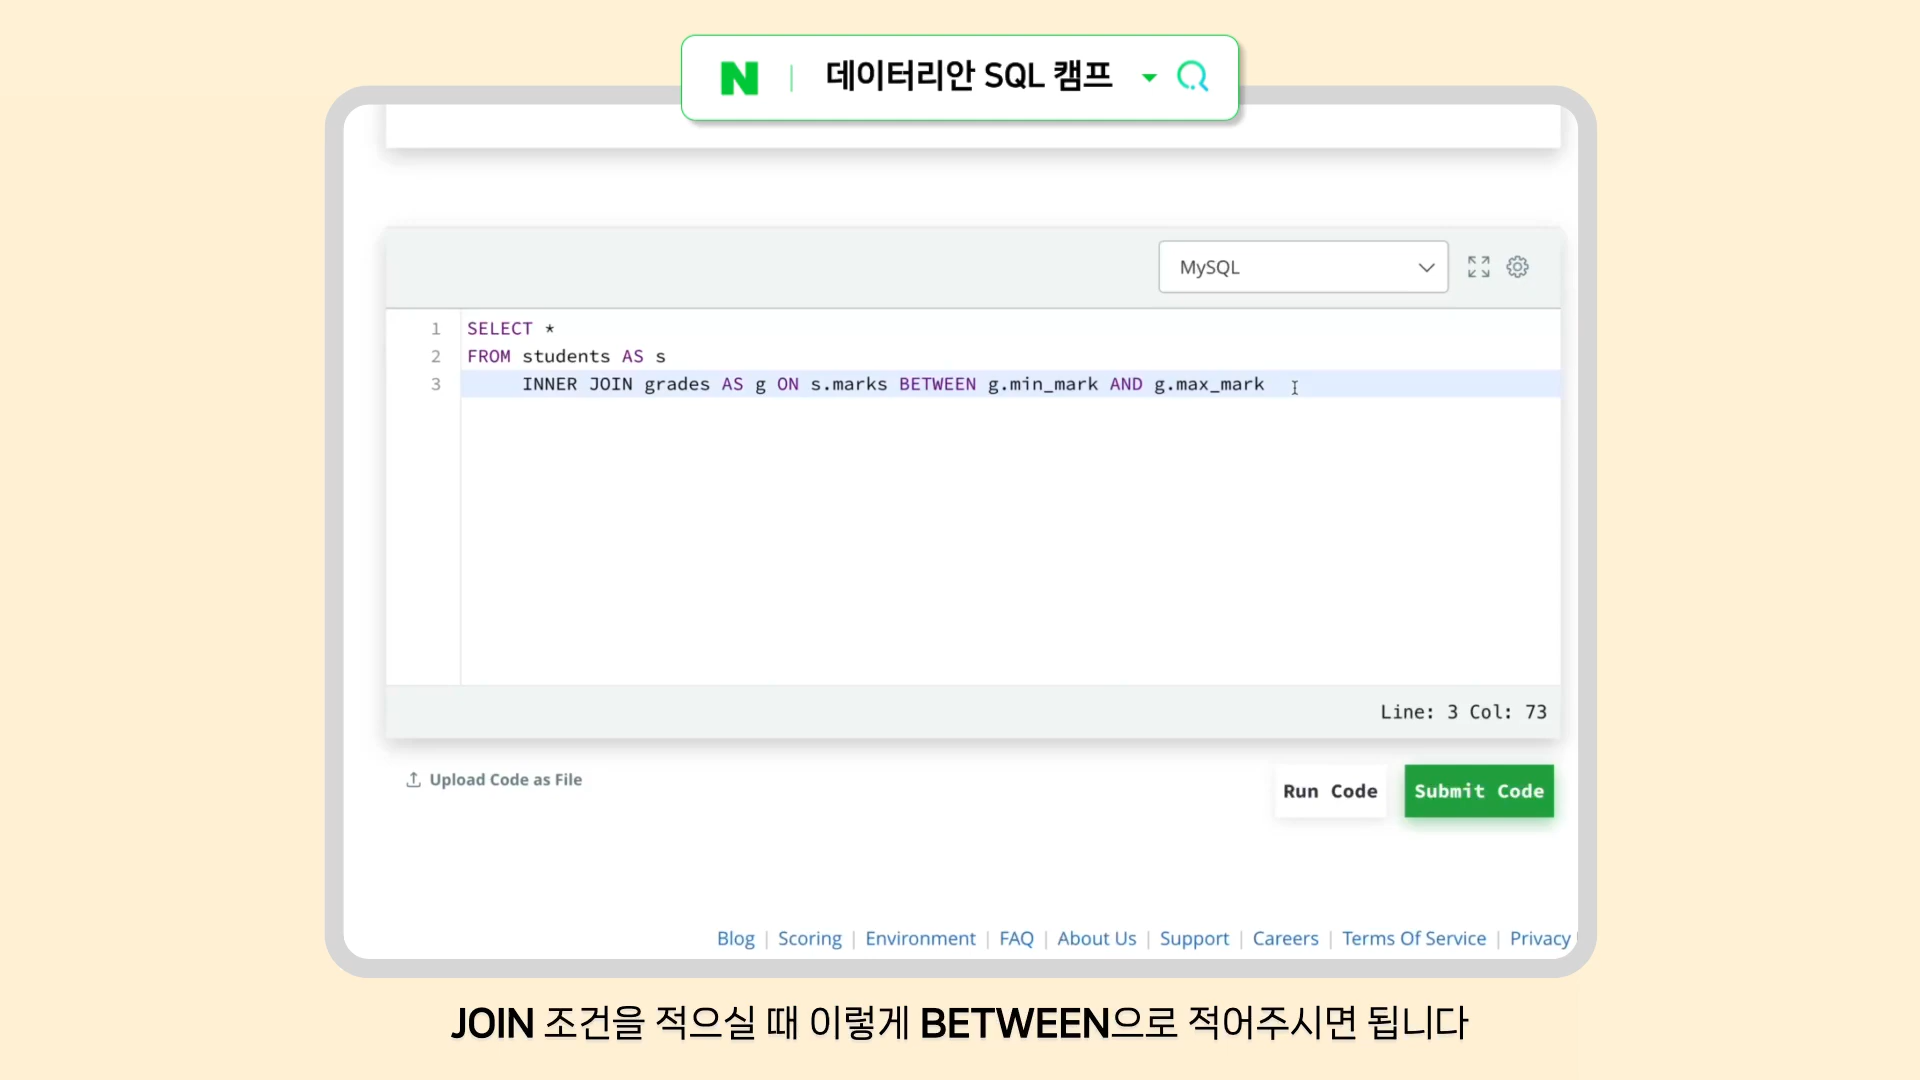 N | 데이터리안 SQL 캠프
MySQL
1 SELECT *
2 FROM students AS s
3 INNER JOIN grades AS g ON s.marks BETWEEN g.min_mark AND g.max_mark
Line: 3 Col: 73
Upload Code as File
Run Code
Submit Code
Blog | Scoring | Environment | FAQ | About Us | Support | Careers | Terms Of Service | Privacy
JOIN 조건을 적으실 때 이렇게 BETWEEN으로 적어주시면 됩니다